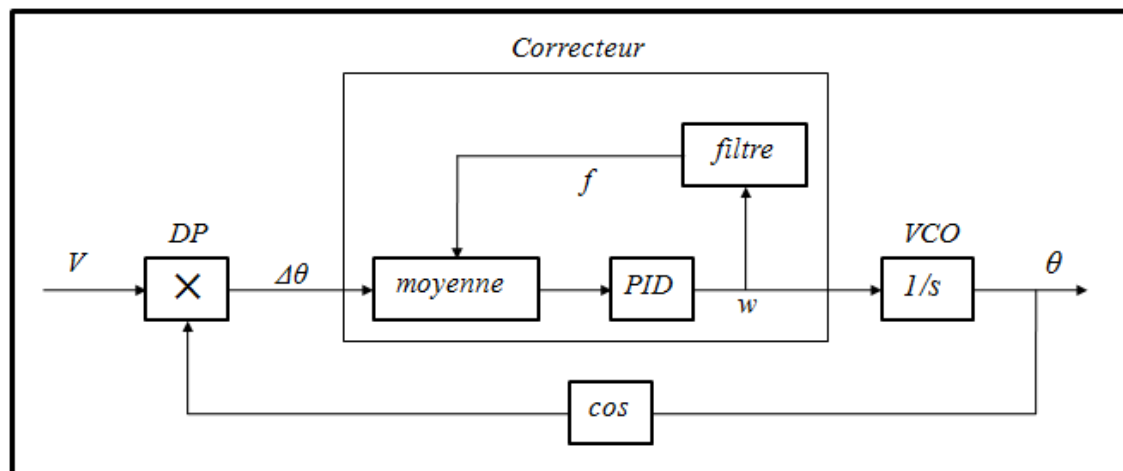 Correcteur
filtre
f
DP
VCO
V
×
Δθ
moyenne
PID
w
1/s
θ
cos